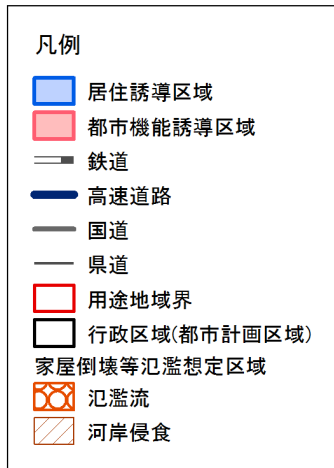 凡例
居住誘導区域
都市機能誘導区域
鉄道
高速道路
国道
県道
用途地域界
行政区域(都市計画区域)
家屋倒壊等氾濫想定区域
氾濫流
河岸侵食